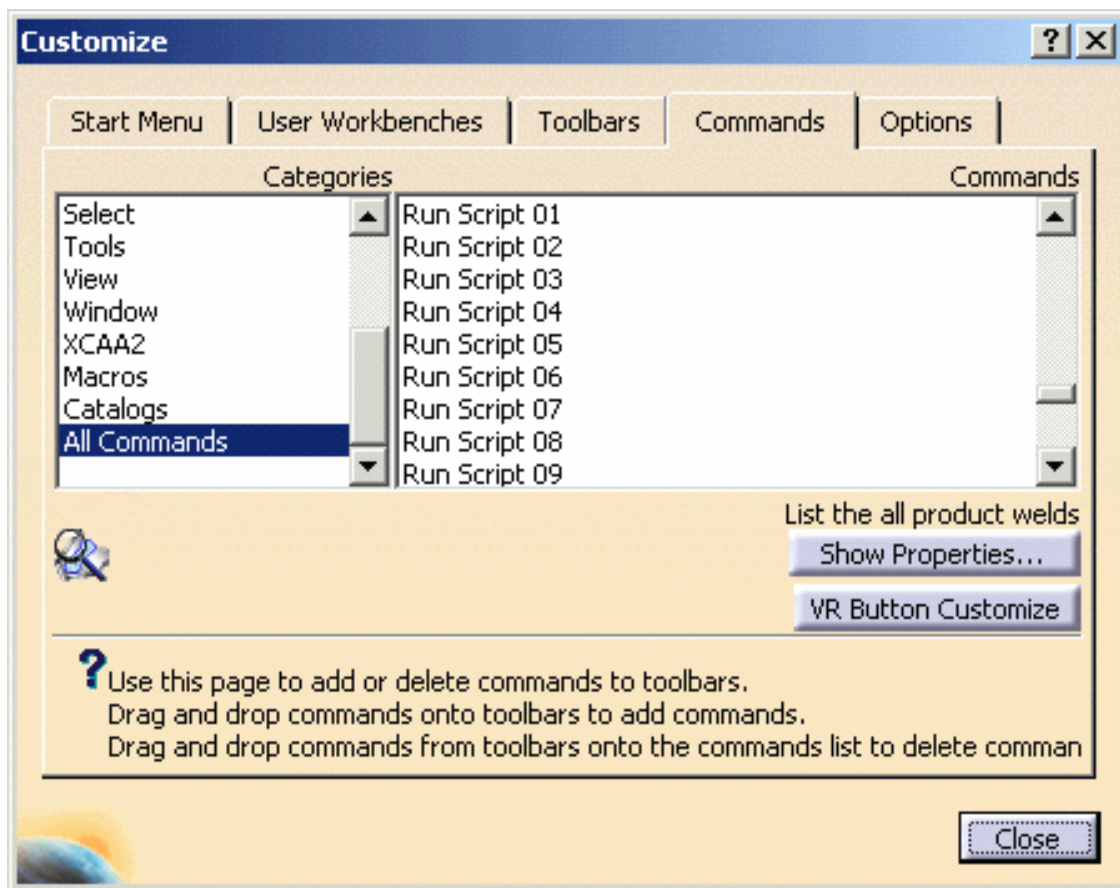 Customize
Start Menu
User Workbenches
Toolbars
Commands
Options
Categories
Commands
Select
Tools
View
Window
XCAA2
Macros
Catalogs
All Commands
Run Script 01
Run Script 02
Run Script 03
Run Script 04
Run Script 05
Run Script 06
Run Script 07
Run Script 08
Run Script 09
List the all product welds
Show Properties...
VR Button Customize
Use this page to add or delete commands to toolbars.
Drag and drop commands onto toolbars to add commands.
Drag and drop commands from toolbars onto the commands list to delete comman
Close